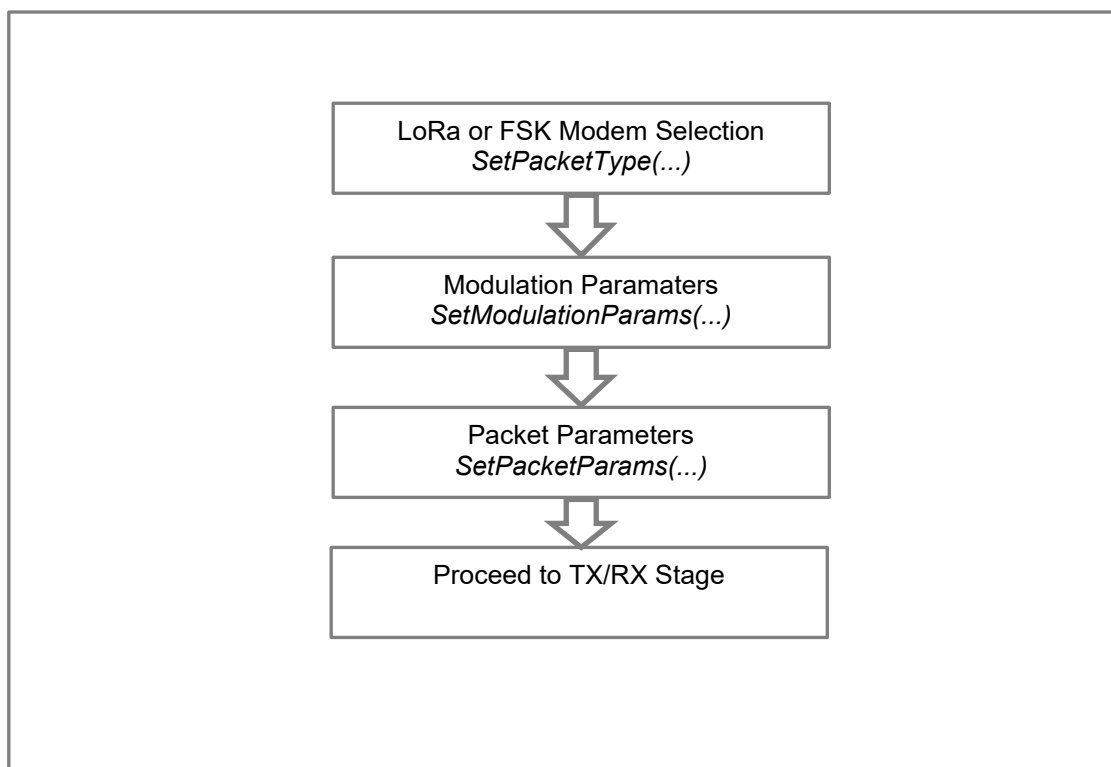 LoRa or FSK Modem Selection
SetPacketType(...)
Modulation Paramaters
SetModulationParams(...)
Packet Parameters
SetPacketParams(...)
Proceed to TX/RX Stage